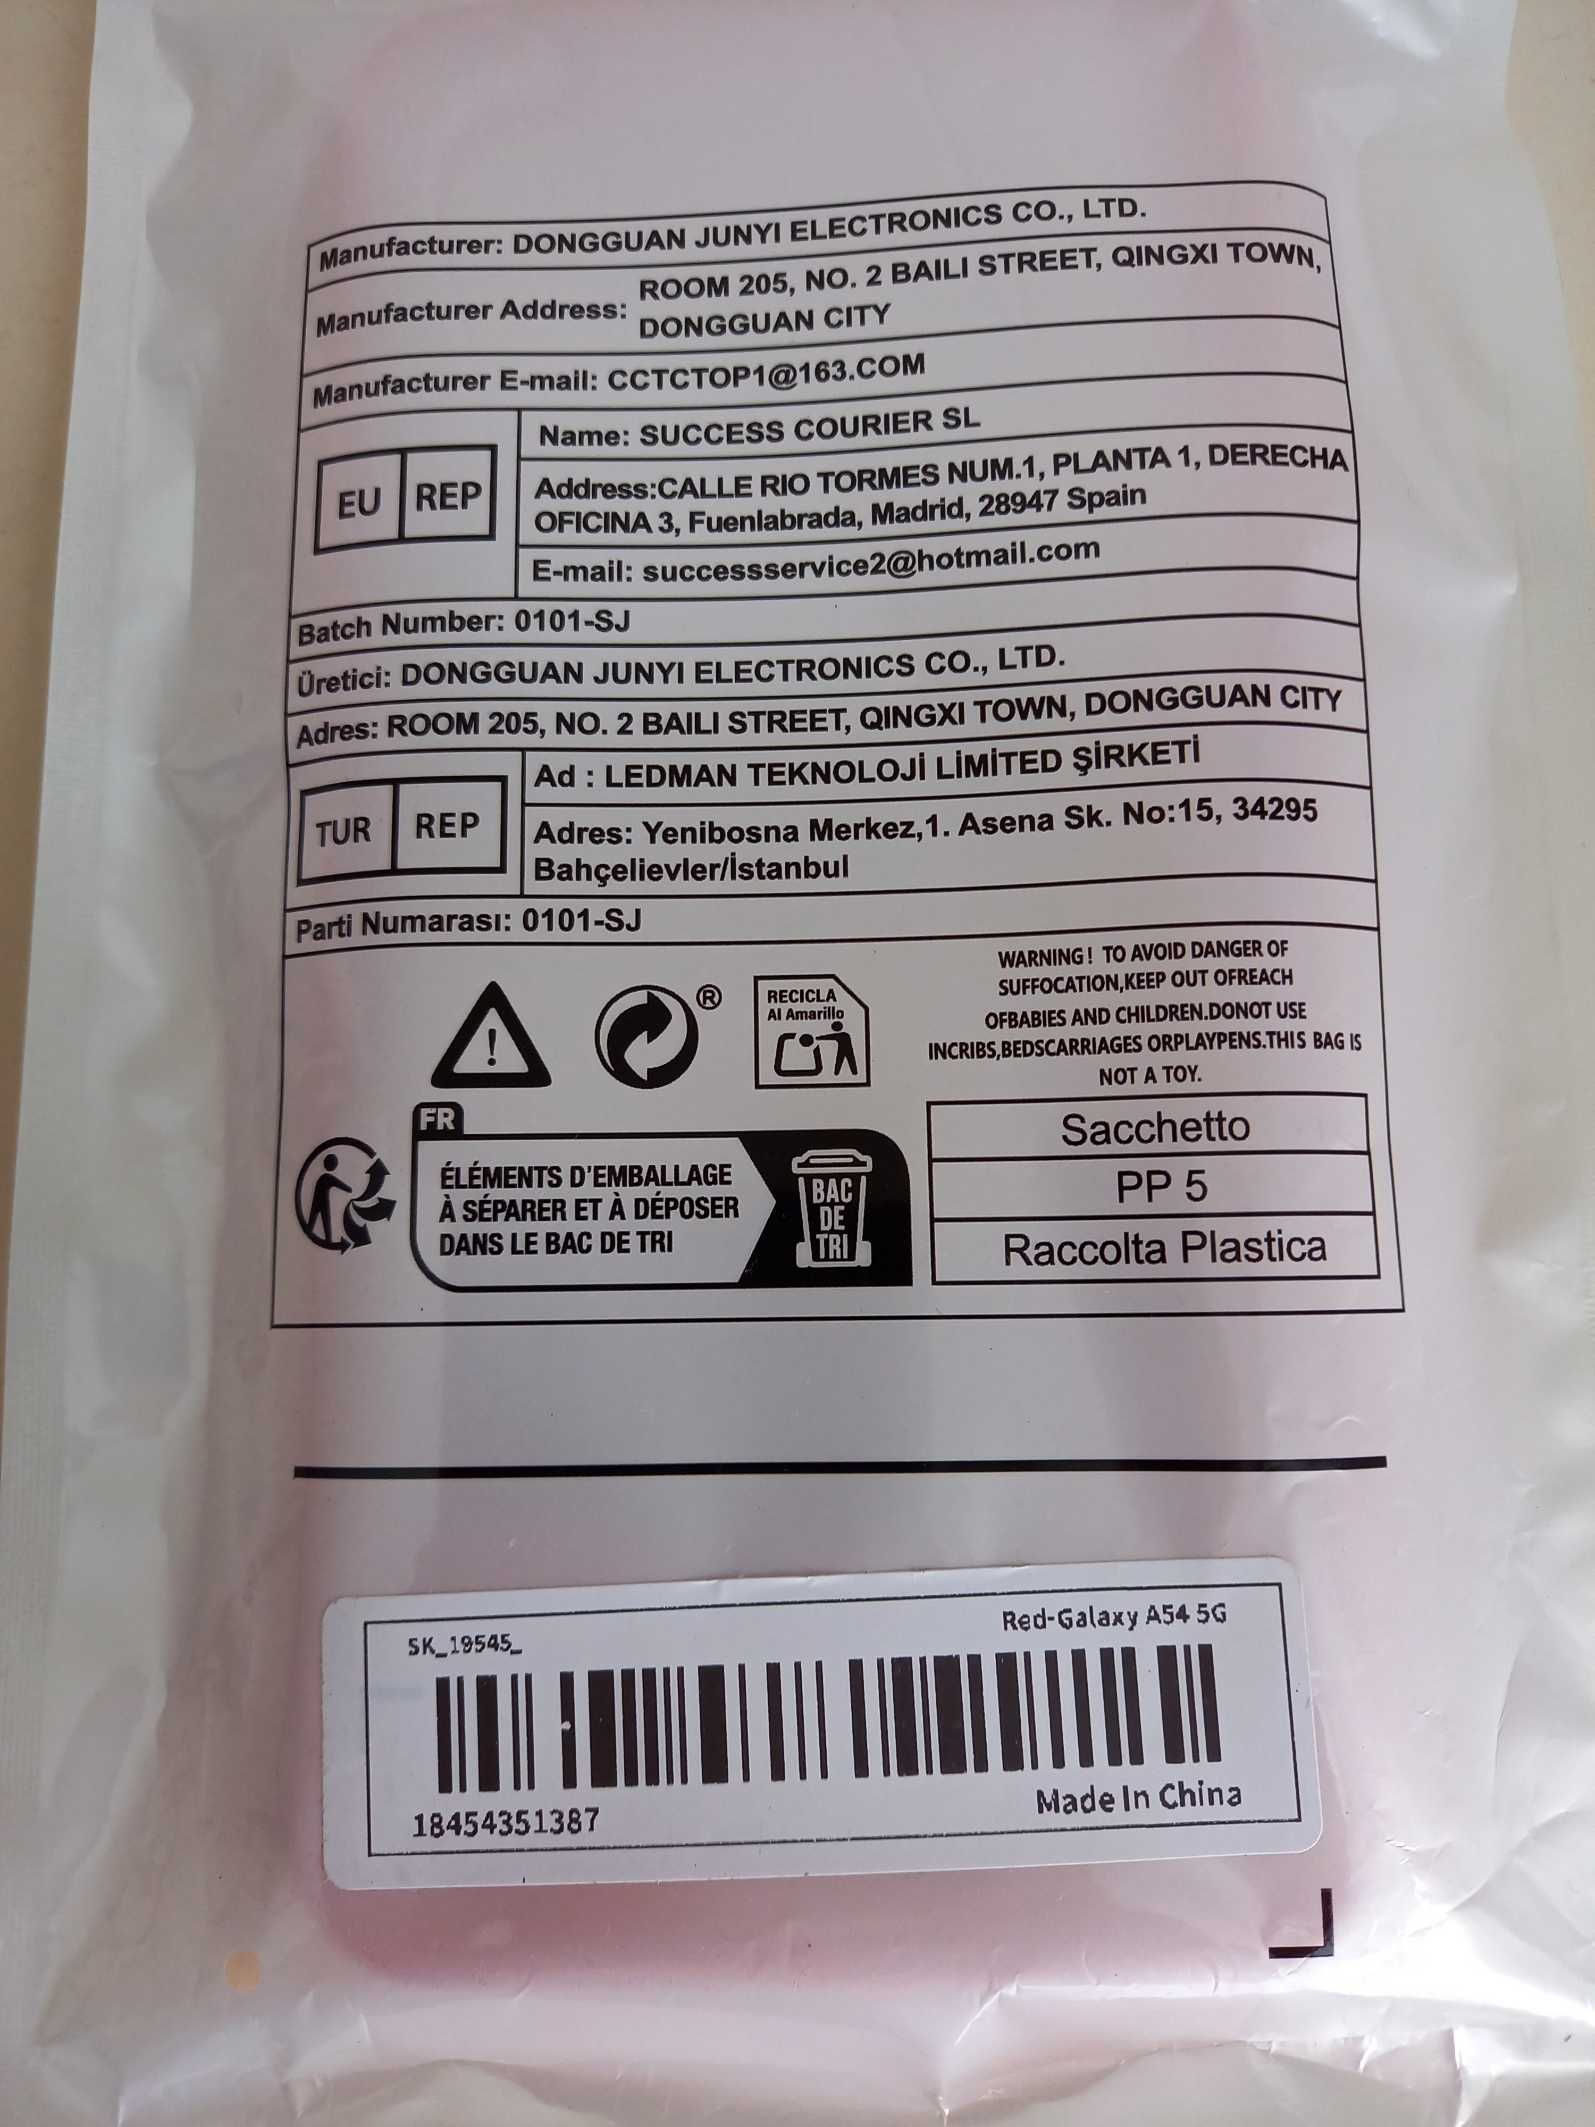 Manufacturer: DONGGUAN JUNYI ELECTRONICS CO., LTD.
Manufacturer Address: ROOM 205, NO. 2 BAILI STREET, QINGXI TOWN,
DONGGUAN CITY
Manufacturer E-mail: CCTCTOP1@163.COM
EU REP
Name: SUCCESS COURIER SL
Address:CALLE RIO TORMES NUM.1, PLANTA 1, DERECHA
OFICINA 3, Fuenlabrada, Madrid, 28947 Spain
E-mail: successservice2@hotmail.com
Batch Number: 0101-SJ
Üretici: DONGGUAN JUNYI ELECTRONICS CO., LTD.
Adres: ROOM 205, NO. 2 BAILI STREET, QINGXI TOWN, DONGGUAN CITY
TUR REP
Ad : LEDMAN TEKNOLOJİ LİMİTED ŞİRKETİ
Adres: Yenibosna Merkez,1. Asena Sk. No:15, 34295
Bahçelievler/İstanbul
Parti Numarası: 0101-SJ
!
®
RECICLA
Al Amarillo
WARNING! TO AVOID DANGER OF
SUFFOCATION,KEEP OUT OFREACH
OFBABIES AND CHILDREN.DONOT USE
INCRIBS,BEDSCARRIAGES ORPLAYPENS.THIS BAG IS
NOT A TOY.
FR
ÉLÉMENTS D'EMBALLAGE
À SÉPARER ET À DÉPOSER
DANS LE BAC DE TRI
BAC
DE
TRI
Sacchetto
PP 5
Raccolta Plastica
SK_19545_
Red-Galaxy A54 5G
18454351387
Made In China